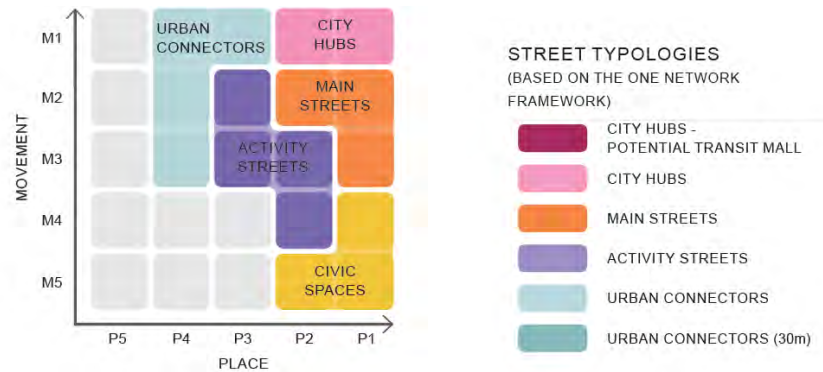 M1
M2
M3
M4
M5
MOVEMENT
URBAN
CONNECTORS
CITY
HUBS
MAIN
STREETS
ACTIVITY
STREETS
CIVIC
SPACES
P5 P4 P3 P2 P1
PLACE
STREET TYPOLOGIES
(BASED ON THE ONE NETWORK
FRAMEWORK)
CITY HUBS -
POTENTIAL TRANSIT MALL
CITY HUBS
MAIN STREETS
ACTIVITY STREETS
URBAN CONNECTORS
URBAN CONNECTORS (30m)